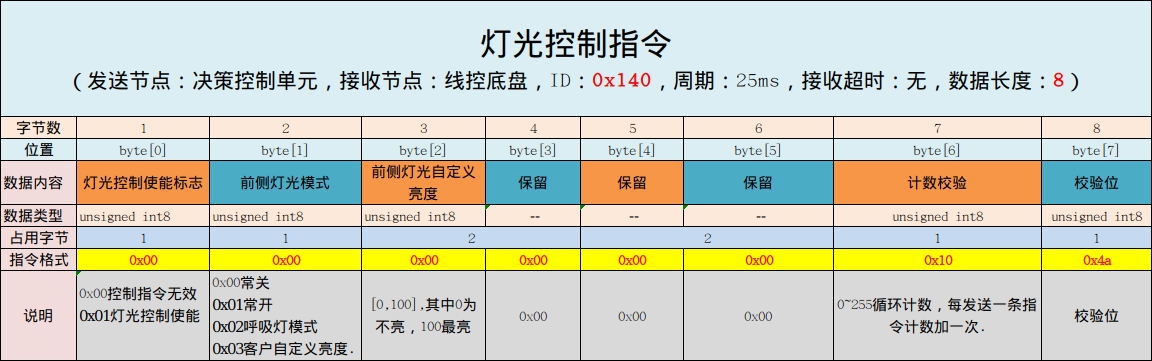 灯光控制指令
（发送节点：决策控制单元，接收节点：线控底盘，ID：0x140，周期：25ms，接收超时：无，数据长度：8）
字节数 1 2 3 4 5 6 7 8
位置 byte[0] byte[1] byte[2] byte[3] byte[4] byte[5] byte[6] byte[7]
数据内容 灯光控制使能标志 前侧灯光模式 前侧灯光自定义
亮度 保留 保留 保留 计数校验 校验位
数据类型 unsigned int8 unsigned int8 unsigned int8 -- -- -- unsigned int8 unsigned int8
占用字节 1 1 2 2 1 1
指令格式 0x00 0x00 0x00 0x00 0x00 0x00 0x10 0x4a
说明
0x00控制指令无效
0x01灯光控制使能
0x00常关
0x01常开
0x02呼吸灯模式
0x03客户自定义亮度.
[0,100],其中0为
不亮，100最亮
0x00
0x00
0x00
0~255循环计数，每发送一条指
令计数加一次.
校验位